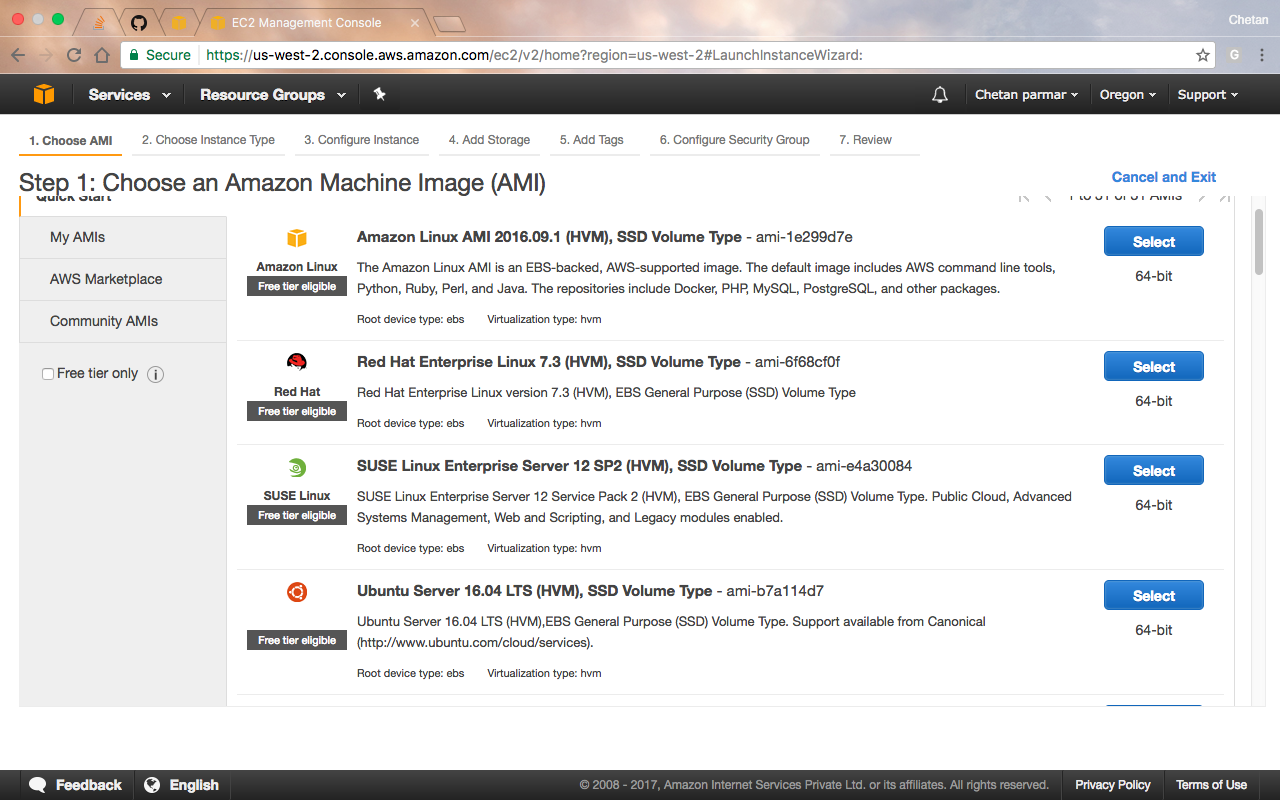 EC2 Management Console
Chetan
Secure https://us-west-2.console.aws.amazon.com/ec2/v2/home?region=us-west-2#LaunchInstanceWizard:
G
Services Resource Groups Chetan parmar Oregon Support
1. Choose AMI 2. Choose Instance Type 3. Configure Instance 4. Add Storage 5. Add Tags 6. Configure Security Group 7. Review
Step 1: Choose an Amazon Machine Image (AMI) Cancel and Exit
Quick Start
My AMIs
AWS Marketplace
Community AMIs
Free tier only
1 to 31 of 31 AMIs
Amazon Linux
Free tier eligible
Amazon Linux AMI 2016.09.1 (HVM), SSD Volume Type - ami-1e299d7e
The Amazon Linux AMI is an EBS-backed, AWS-supported image. The default image includes AWS command line tools,
Python, Ruby, Perl, and Java. The repositories include Docker, PHP, MySQL, PostgreSQL, and other packages.
Root device type: ebs Virtualization type: hvm
Select
64-bit
Red Hat
Free tier eligible
Red Hat Enterprise Linux 7.3 (HVM), SSD Volume Type - ami-6f68cf0f
Red Hat Enterprise Linux version 7.3 (HVM), EBS General Purpose (SSD) Volume Type
Root device type: ebs Virtualization type: hvm
Select
64-bit
SUSE Linux
Free tier eligible
SUSE Linux Enterprise Server 12 SP2 (HVM), SSD Volume Type - ami-e4a30084
SUSE Linux Enterprise Server 12 Service Pack 2 (HVM), EBS General Purpose (SSD) Volume Type. Public Cloud, Advanced
Systems Management, Web and Scripting, and Legacy modules enabled.
Root device type: ebs Virtualization type: hvm
Select
64-bit
Free tier eligible
Ubuntu Server 16.04 LTS (HVM), SSD Volume Type - ami-b7a114d7
Ubuntu Server 16.04 LTS (HVM),EBS General Purpose (SSD) Volume Type. Support available from Canonical
(http://www.ubuntu.com/cloud/services).
Root device type: ebs Virtualization type: hvm
Select
64-bit
Feedback English © 2008 - 2017, Amazon Internet Services Private Ltd. or its affiliates. All rights reserved. Privacy Policy Terms of Use